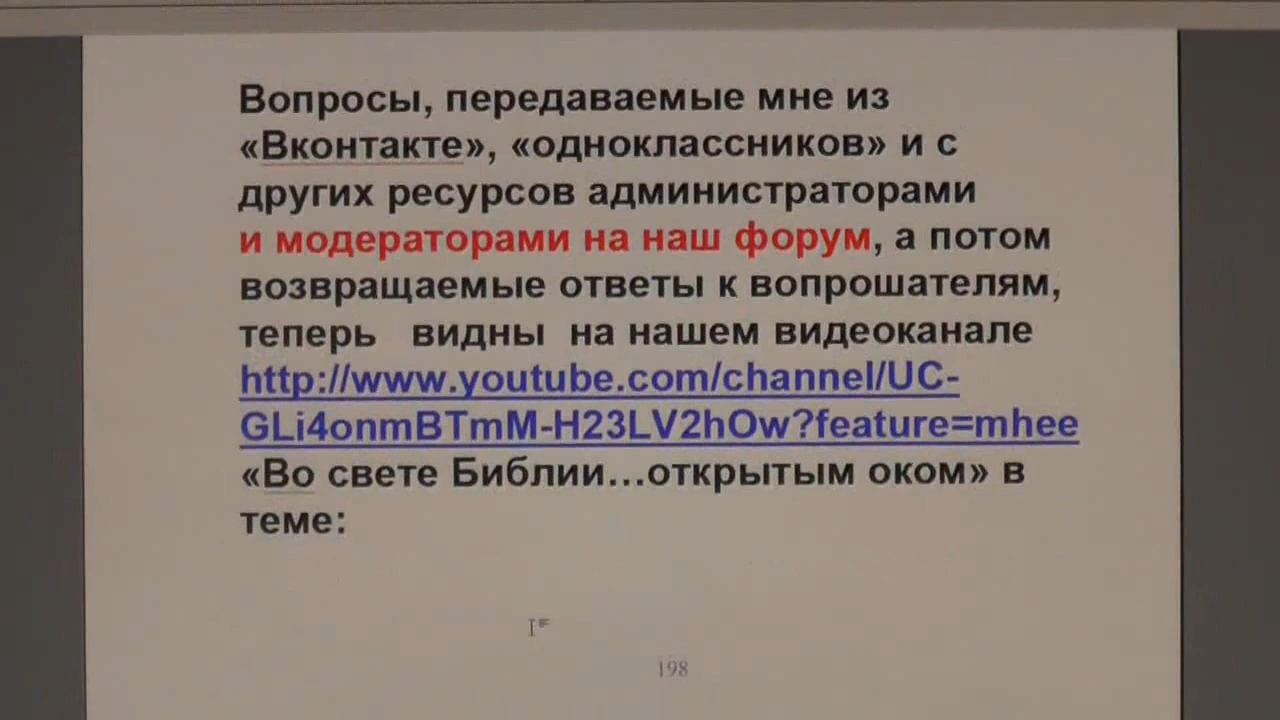 Вопросы, передаваемые мне из
«Вконтакте», «одноклассников» и с
других ресурсов администраторами
и модераторами на наш форум, а потом
возвращаемые ответы к вопрошателям,
теперь видны на нашем видеоканале
http://www.youtube.com/channel/UC-
GLi4onmBTmM-H23LV2hOw?feature=mhee
«Во свете Библии…открытым оком» в
теме:
198